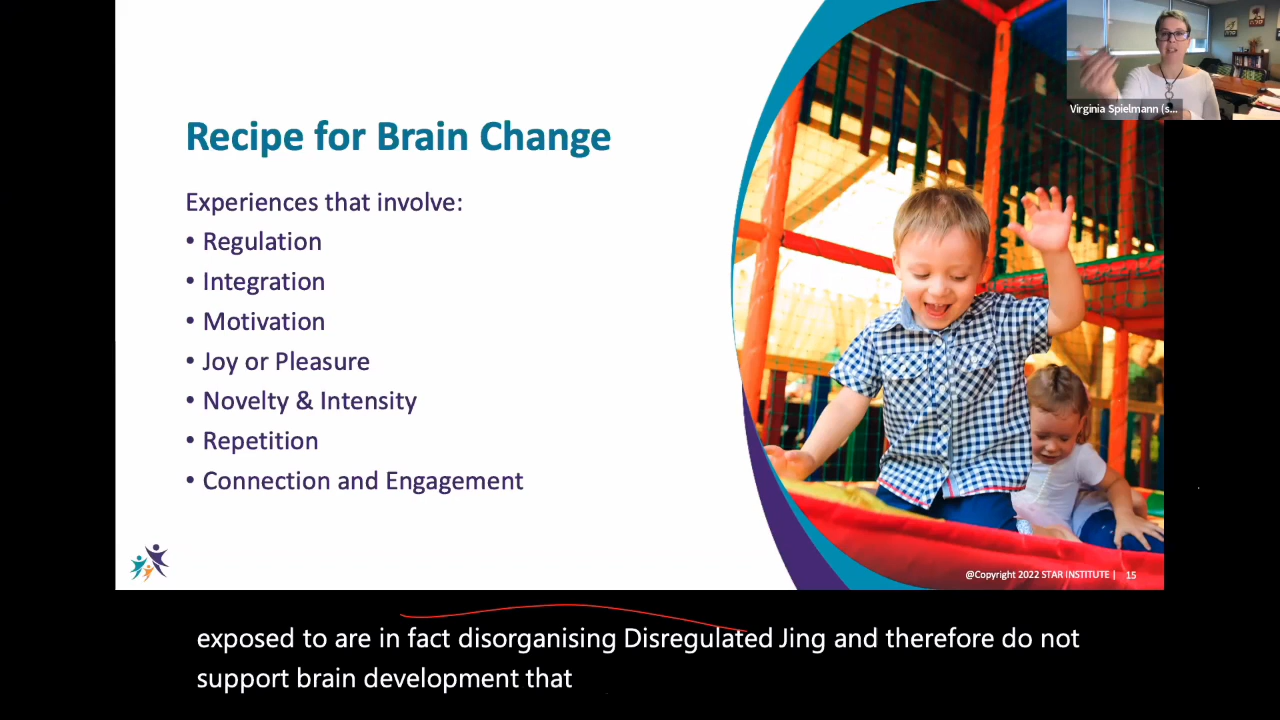 Virginia Spielmann (s...
Recipe for Brain Change
Experiences that involve:
• Regulation
• Integration
• Motivation
• Joy or Pleasure
• Novelty & Intensity
• Repetition
• Connection and Engagement
@Copyright 2022 STAR INSTITUTE | 15
exposed to are in fact disorganising Disregulated Jing and therefore do not
support brain development that